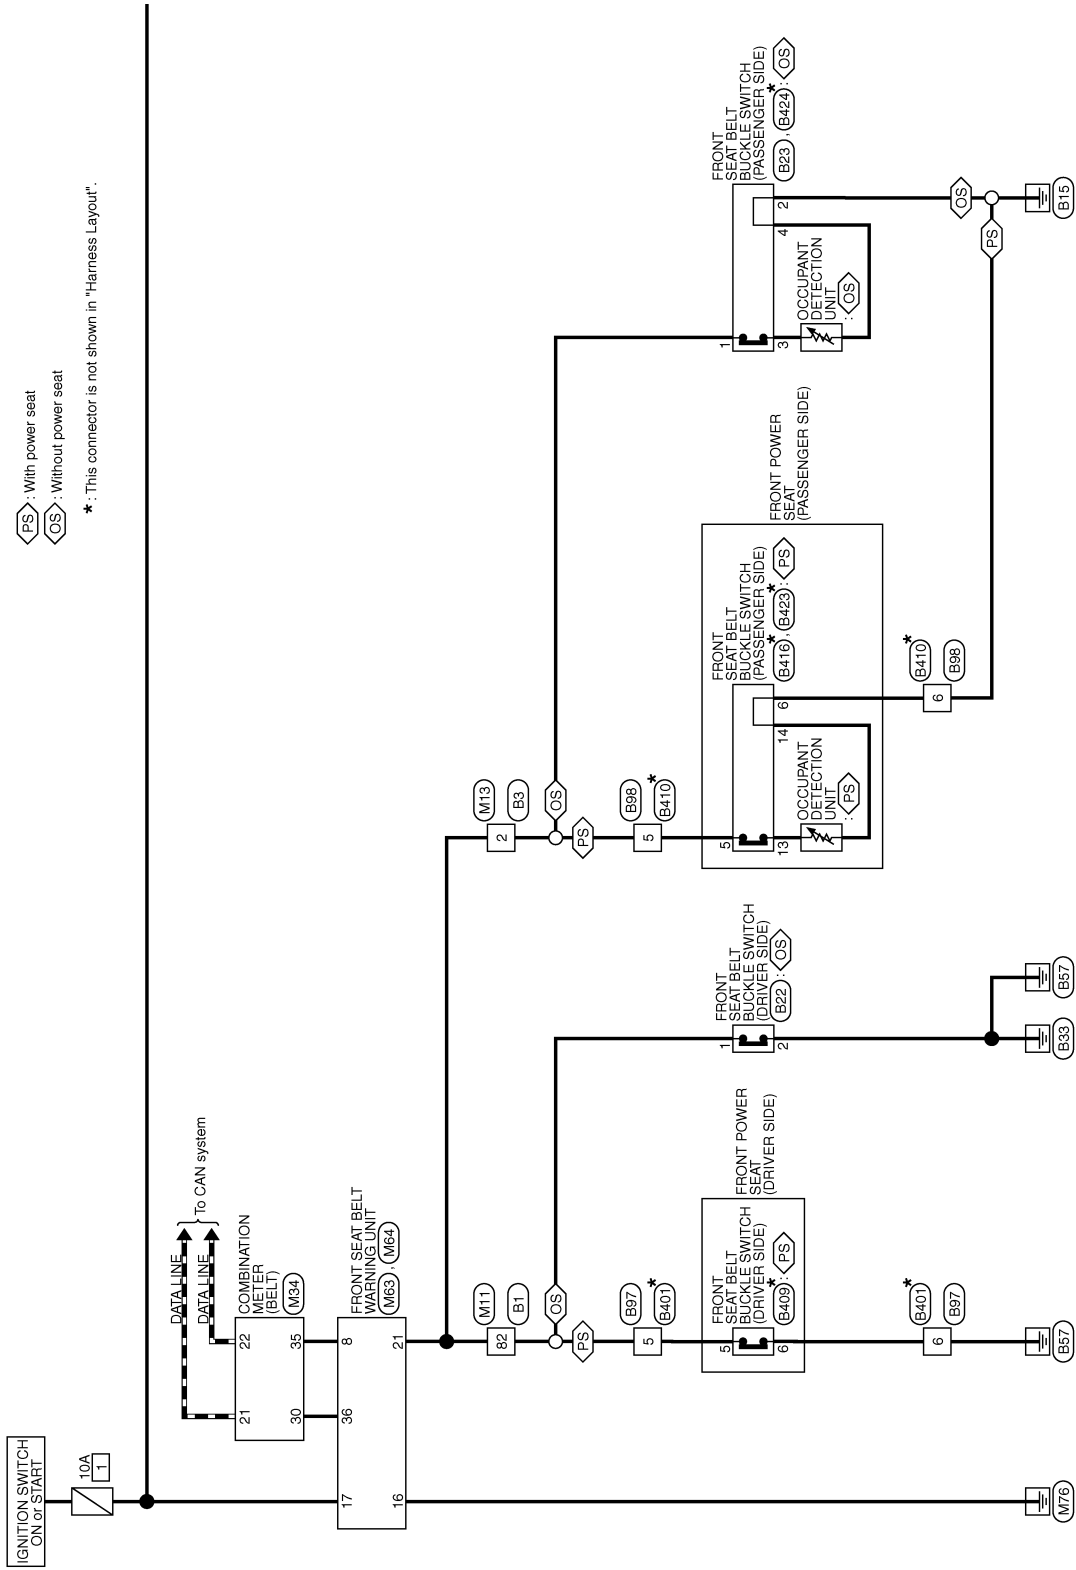 PS : With power seat
OS : Without power seat
* : This connector is not shown in "Harness Layout".
IGNITION SWITCH
ON or START
10A
1
DATA LINE
DATA LINE
To CAN system
21
22
COMBINATION
METER
(BELT)
M34
30
35
17
36
8
FRONT SEAT BELT
WARNING UNIT
M63 , M64
16
21
82
M11
B1
OS
PS
5
B97
B401 *
5
FRONT
SEAT BELT
BUCKLE SWITCH
(DRIVER SIDE)
B409 * : PS
6
FRONT POWER
SEAT
(DRIVER SIDE)
6
B401 *
B97
M76
B57
1
FRONT
SEAT BELT
BUCKLE SWITCH
(DRIVER SIDE)
B22 : OS
2
B33
B57
2
M13
B3
OS
PS
5
B98
B410 *
5
FRONT
SEAT BELT
BUCKLE SWITCH
(PASSENGER SIDE)
B416 * , B423 * : PS
13
14
6
OCCUPANT
DETECTION
UNIT
: PS
FRONT POWER
SEAT
(PASSENGER SIDE)
6
B410 *
B98
1
FRONT
SEAT BELT
BUCKLE SWITCH
(PASSENGER SIDE)
B23 , B424 * : OS
3
4
2
OCCUPANT
DETECTION
UNIT
: OS
PS
OS
B15